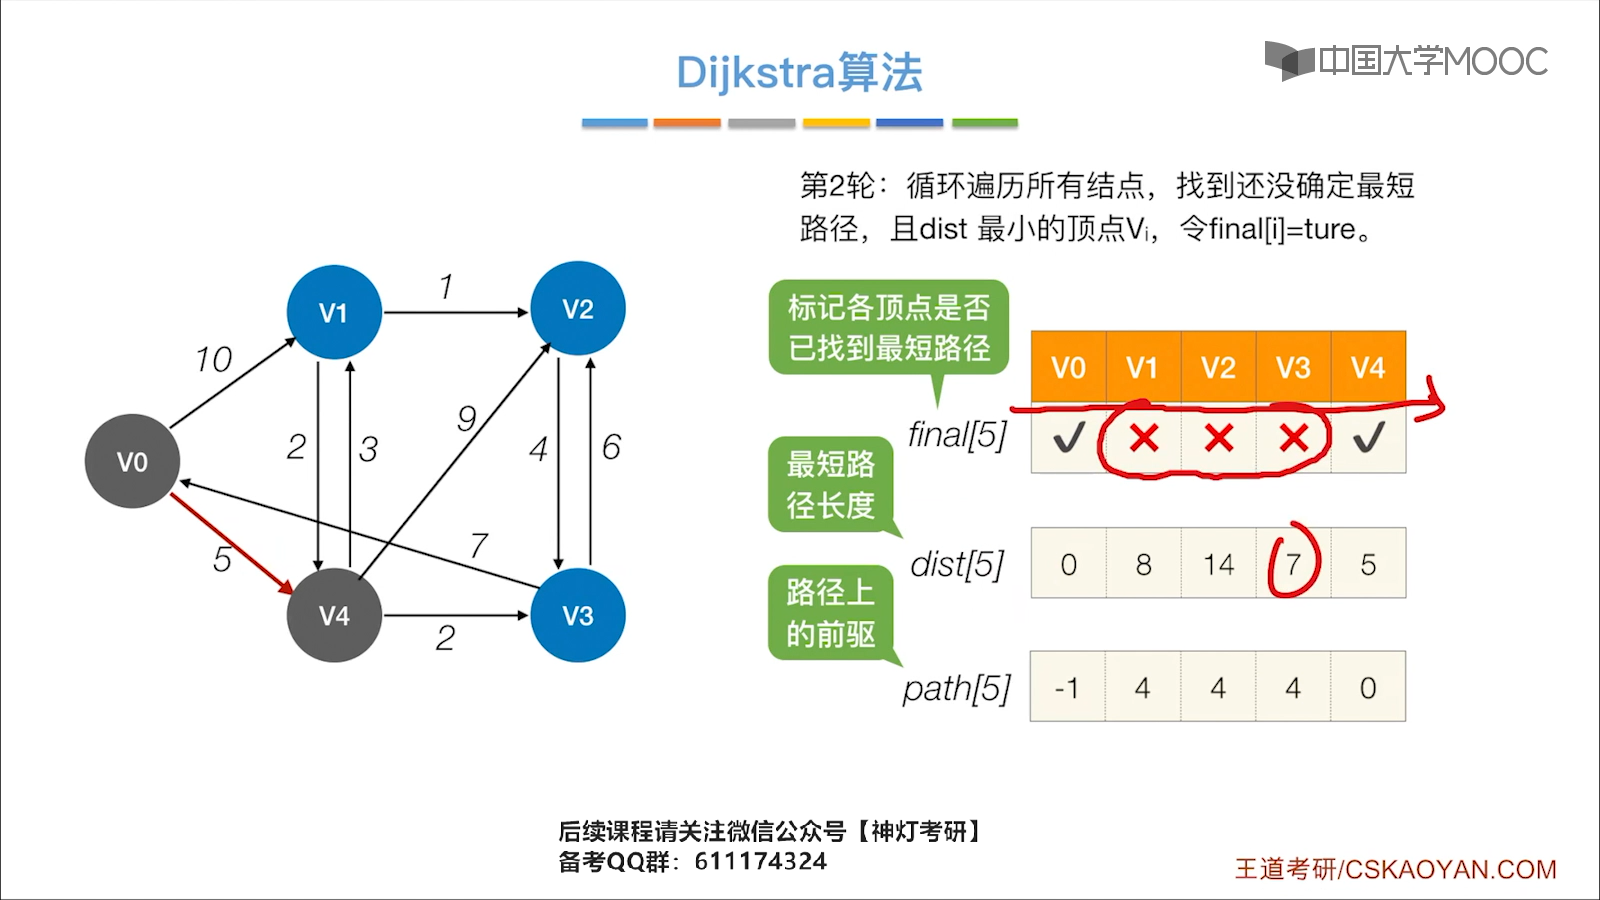 Dijkstra算法
中国大学MOOC
第2轮：循环遍历所有结点，找到还没确定最短
路径，且dist 最小的顶点Vi，令final[i]=ture。
V0
V1
V2
V4
V3
10
1
2
3
9
4
6
5
7
2
标记各顶点是否
已找到最短路径
V0 V1 V2 V3 V4
final[5] ✓ ✕ ✕ ✕ ✓
最短路
径长度
dist[5] 0 8 14 7 5
路径上
的前驱
path[5] -1 4 4 4 0
后续课程请关注微信公众号【神灯考研】
备考QQ群：611174324
王道考研/CSKAOYAN.COM